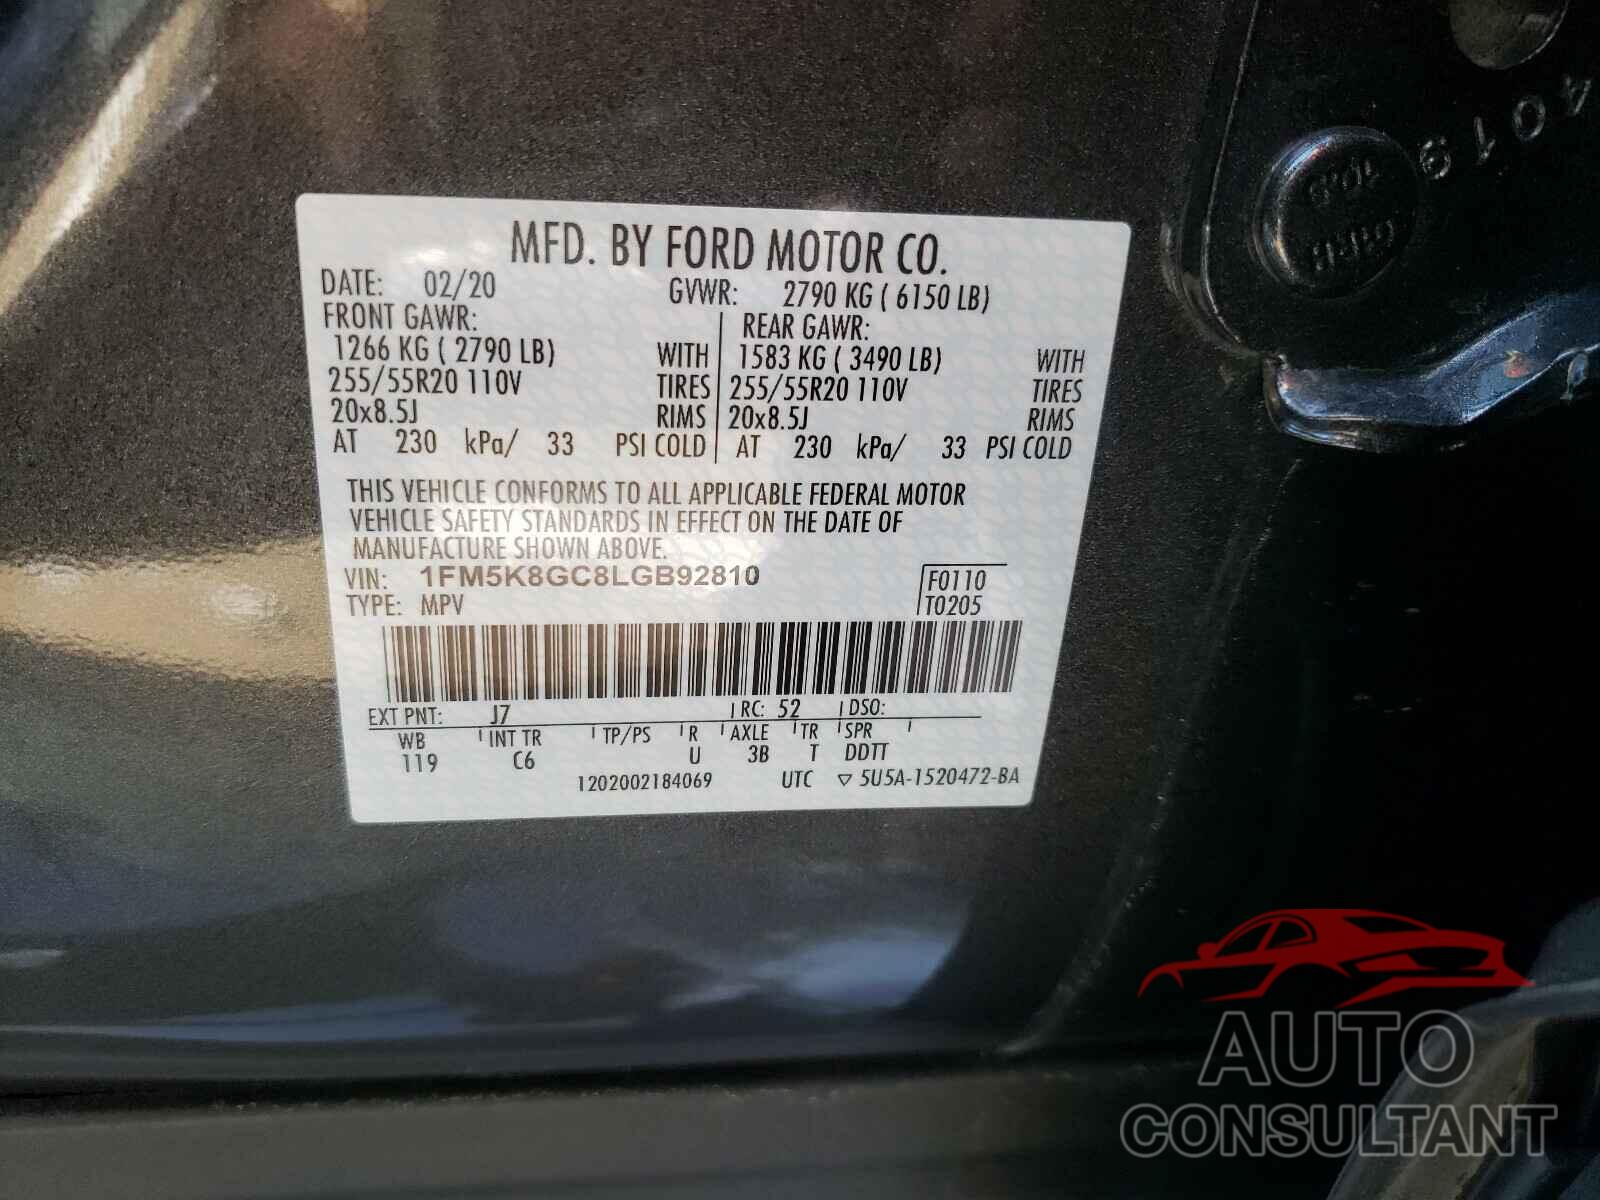 MFD. BY FORD MOTOR CO.
DATE: 02/20 GVWR: 2790 KG ( 6150 LB)
FRONT GAWR: REAR GAWR:
1266 KG ( 2790 LB) WITH 1583 KG ( 3490 LB) WITH
255/55R20 110V TIRES 255/55R20 110V TIRES
20x8.5J RIMS 20x8.5J RIMS
AT 230 kPa/ 33 PSI COLD AT 230 kPa/ 33 PSI COLD
THIS VEHICLE CONFORMS TO ALL APPLICABLE FEDERAL MOTOR
VEHICLE SAFETY STANDARDS IN EFFECT ON THE DATE OF
MANUFACTURE SHOWN ABOVE.
VIN: 1FM5K8GC8LGB92810 F0110
TYPE: MPV T0205
EXT PNT: J7 RC: 52 DSO:
WB INT TR TP/PS R AXLE TR SPR
119 C6 U 3B T DDTT
1202002184069 UTC ▽ 5U5A-1520472-BA
4019
AUTO
CONSULTANT